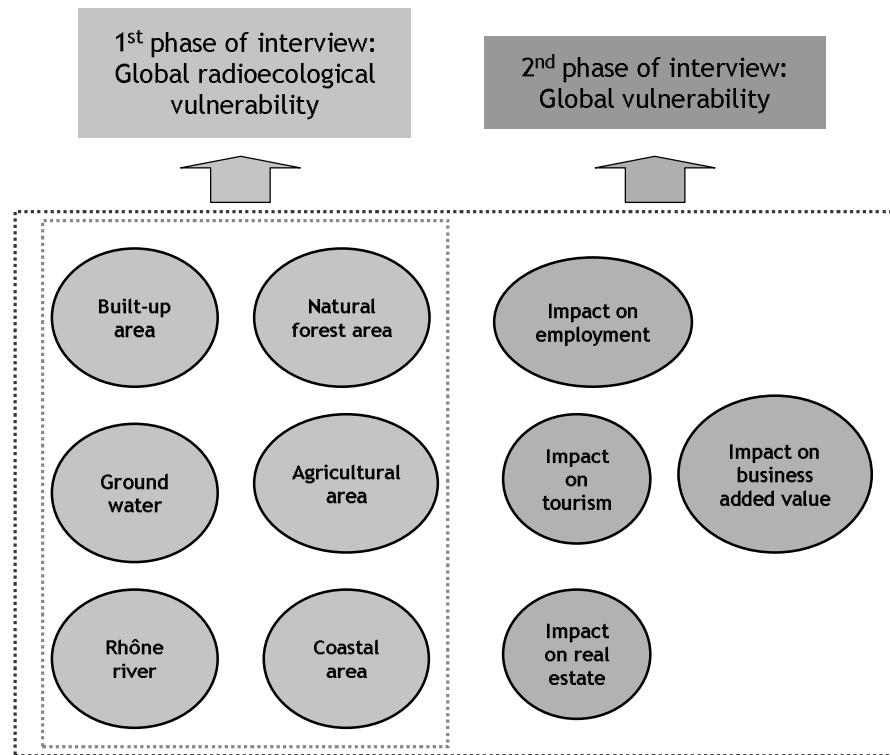 1st phase of interview:
Global radioecological
vulnerability
2nd phase of interview:
Global vulnerability
Built-up
area
Natural
forest area
Impact on
employment
Ground
water
Agricultural
area
Impact
on
tourism
Impact on
business
added value
Rhône
river
Coastal
area
Impact
on real
estate